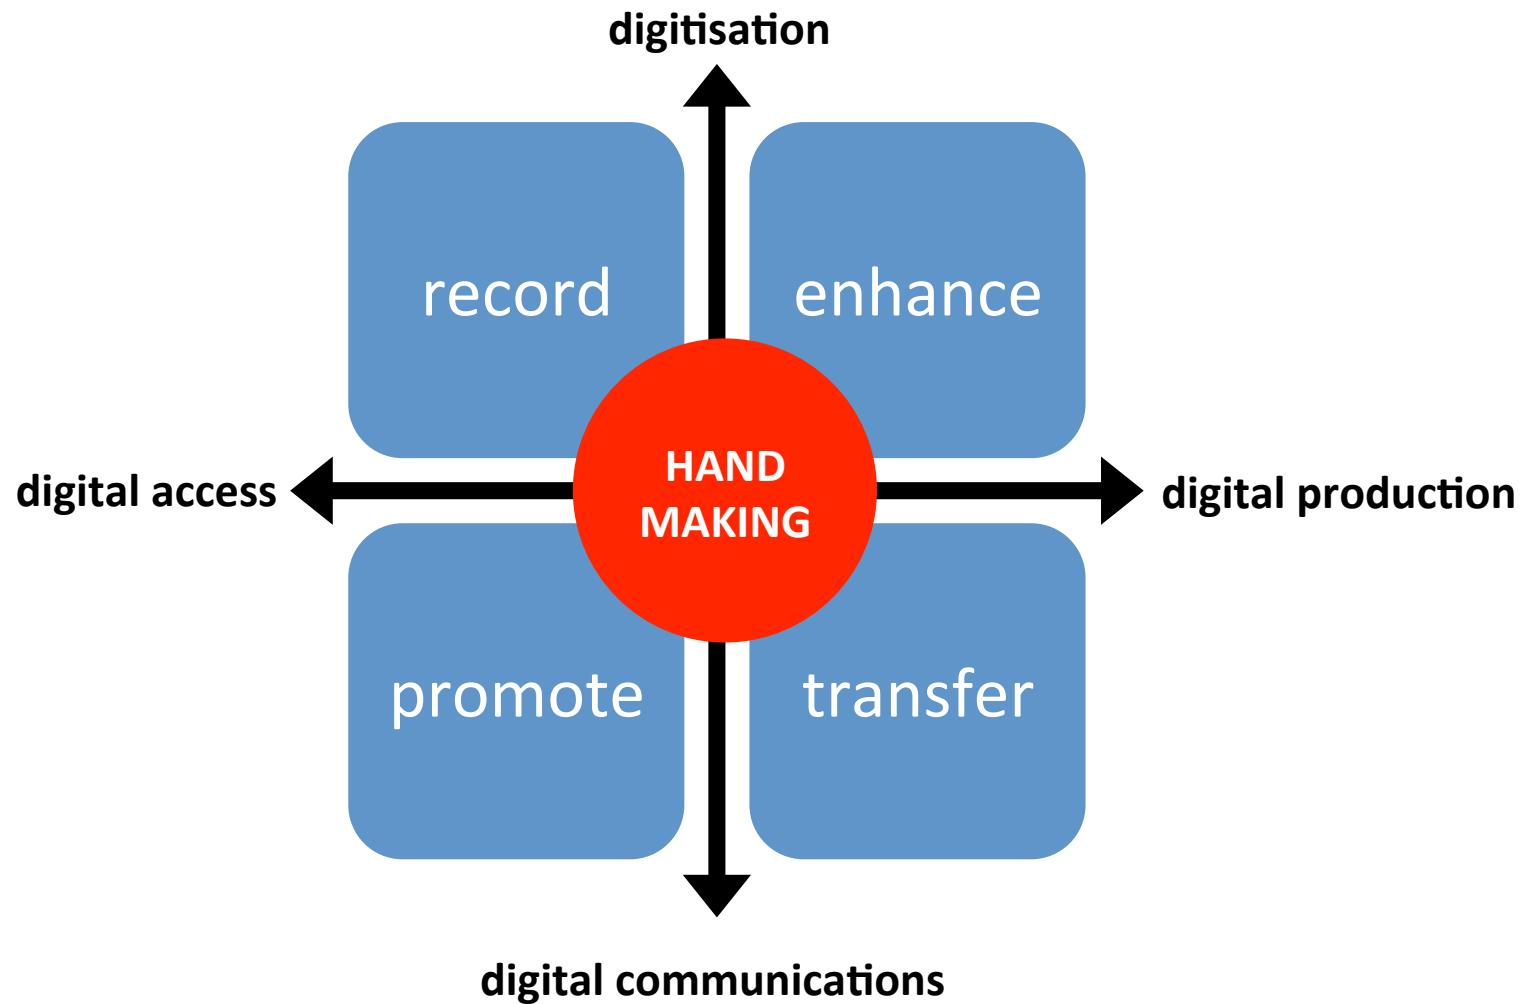 digitisation
record
enhance
HAND
MAKING
digital access
digital production
promote
transfer
digital communications